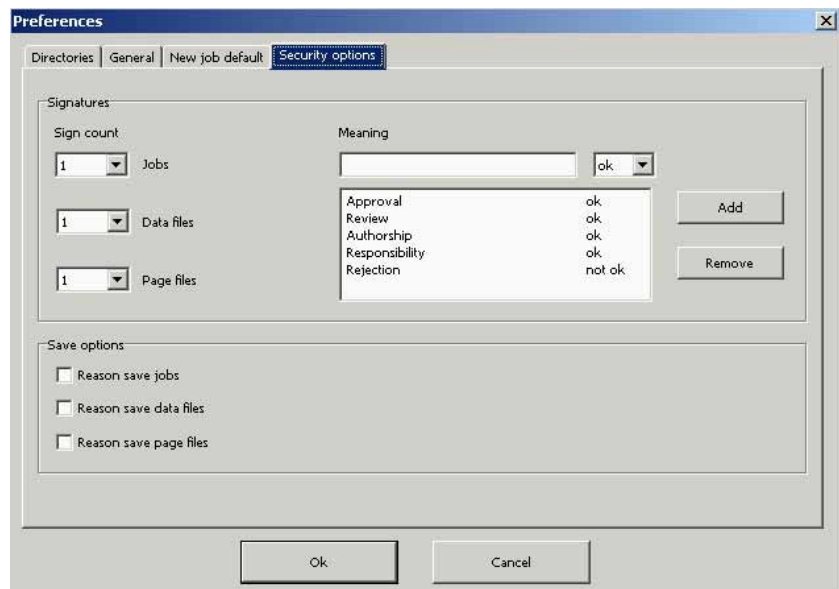 Preferences
Directories General New job default Security options
Signatures
Sign count Meaning
1 Jobs ok
1 Data files
1 Page files
Approval ok
Review ok
Authorship ok
Responsibility ok
Rejection not ok
Add
Remove
Save options
Reason save jobs
Reason save data files
Reason save page files
Ok Cancel